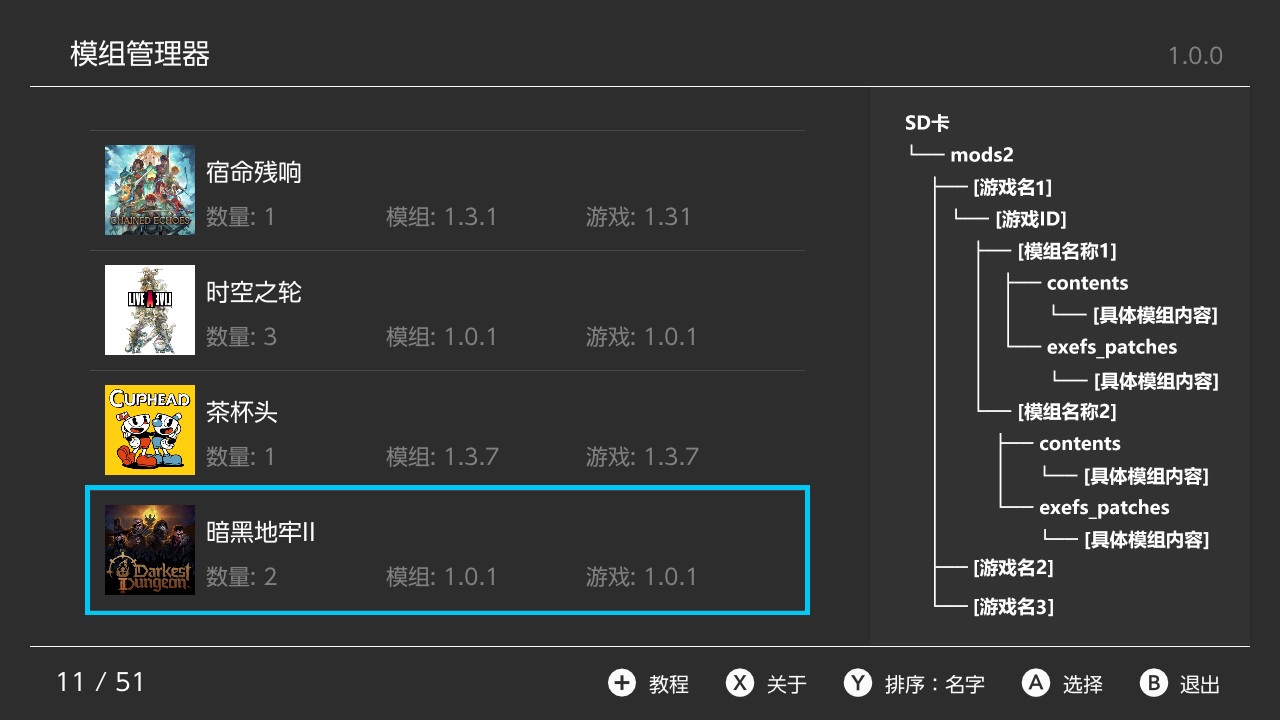 模组管理器
1.0.0
CHAINED ECHOES
宿命残响
数量: 1 模组: 1.3.1 游戏: 1.31
LIVE A LIVE
时空之轮
数量: 3 模组: 1.0.1 游戏: 1.0.1
CUPHEAD
茶杯头
数量: 1 模组: 1.3.7 游戏: 1.3.7
Darkest Dungeon
暗黑地牢II
数量: 2 模组: 1.0.1 游戏: 1.0.1
SD卡
mods2
[游戏名1]
[游戏ID]
[模组名称1]
contents
[具体模组内容]
exefs_patches
[具体模组内容]
[模组名称2]
contents
[具体模组内容]
exefs_patches
[具体模组内容]
[游戏名2]
[游戏名3]
11 / 51
+ 教程 X 关于 Y 排序：名字 A 选择 B 退出